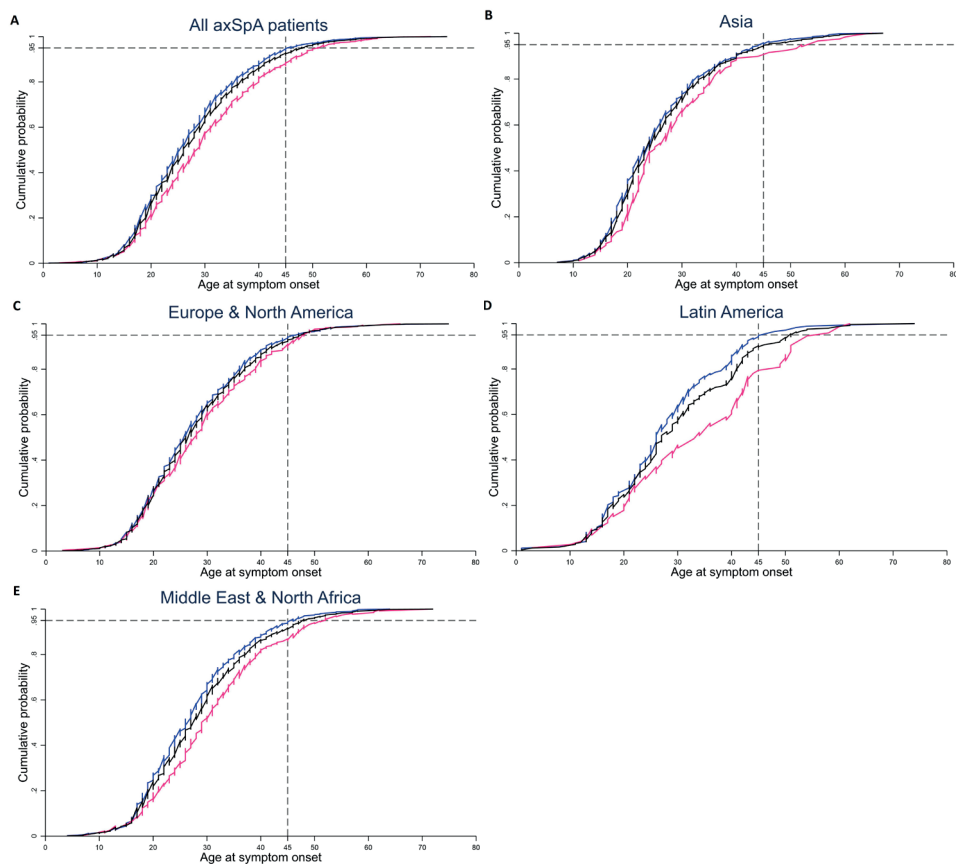 A
All axSpA patients
Cumulative probability
0 .2 .4 .6 .8 .95 1
0 10 20 30 40 45 50 60 70 80
Age at symptom onset
B
Asia
Cumulative probability
0 .2 .4 .6 .8 .95 1
0 10 20 30 40 45 50 60 70 80
Age at symptom onset
C
Europe & North America
Cumulative probability
0 .2 .4 .6 .8 .95 1
0 10 20 30 40 45 50 60 70 80
Age at symptom onset
D
Latin America
Cumulative probability
0 .2 .4 .6 .8 .95 1
0 10 20 30 40 45 50 60 70 80
Age at symptom onset
E
Middle East & North Africa
Cumulative probability
0 .2 .4 .6 .8 .95 1
0 10 20 30 40 45 50 60 70 80
Age at symptom onset